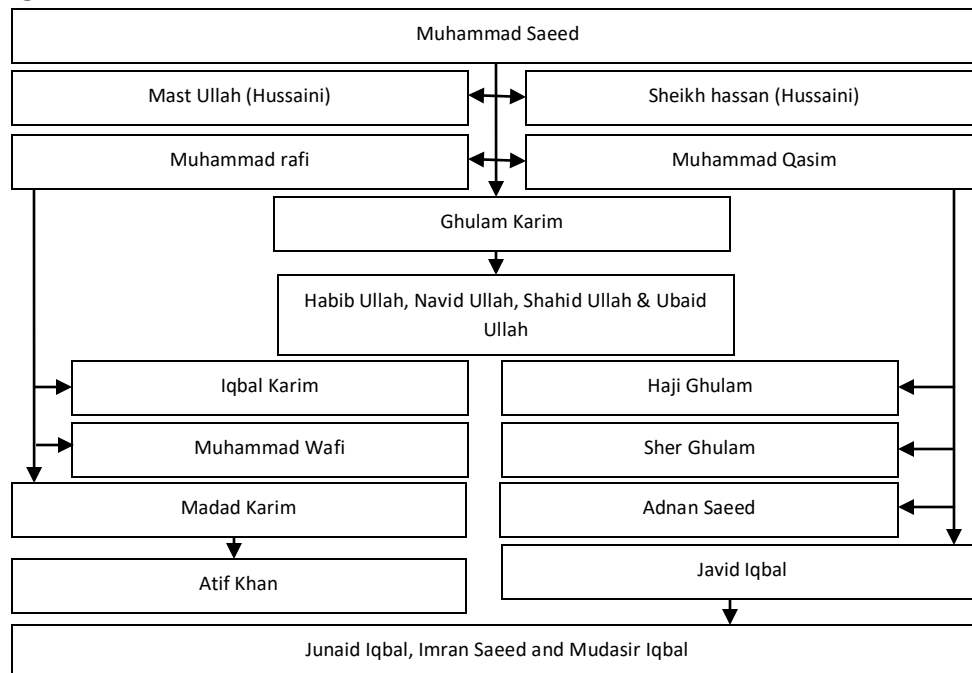 Muhammad Saeed
Mast Ullah (Hussaini)
Sheikh hassan (Hussaini)
Muhammad rafi
Muhammad Qasim
Ghulam Karim
Habib Ullah, Navid Ullah, Shahid Ullah & Ubaid
Ullah
Iqbal Karim
Haji Ghulam
Muhammad Wafi
Sher Ghulam
Madad Karim
Adnan Saeed
Atif Khan
Javid Iqbal
Junaid Iqbal, Imran Saeed and Mudasir Iqbal